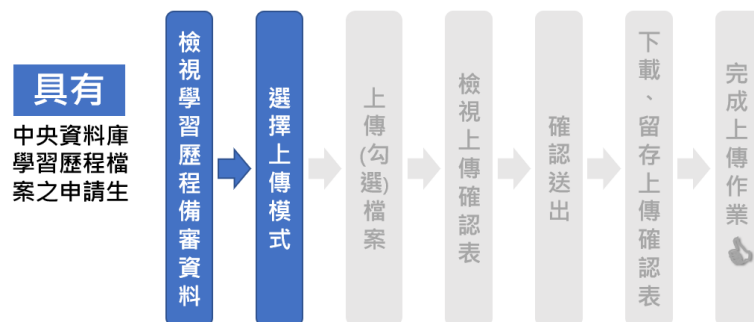 具有
中央資料庫
學習歷程檔
案之申請生
檢視學習歷程備審資料
選擇上傳模式
上傳(勾選)檔案
檢視上傳確認表
確認送出
下載、留存上傳確認表
完成上傳作業